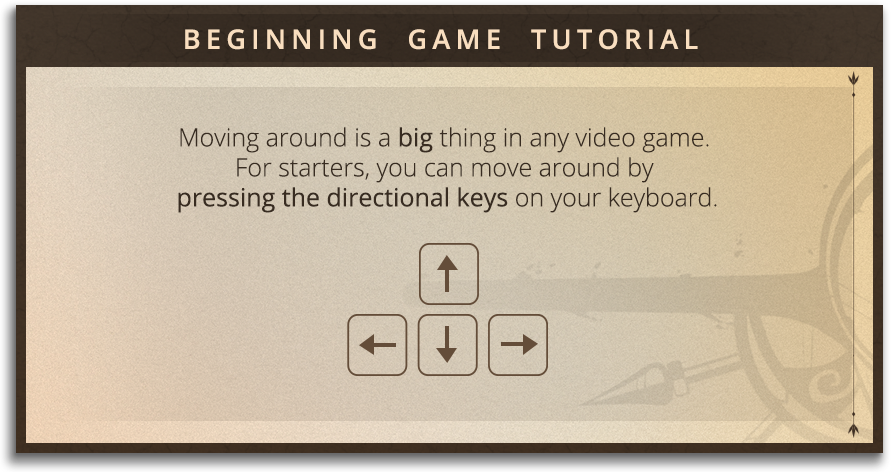 BEGINNING GAME TUTORIAL
Moving around is a big thing in any video game.
For starters, you can move around by
pressing the directional keys on your keyboard.